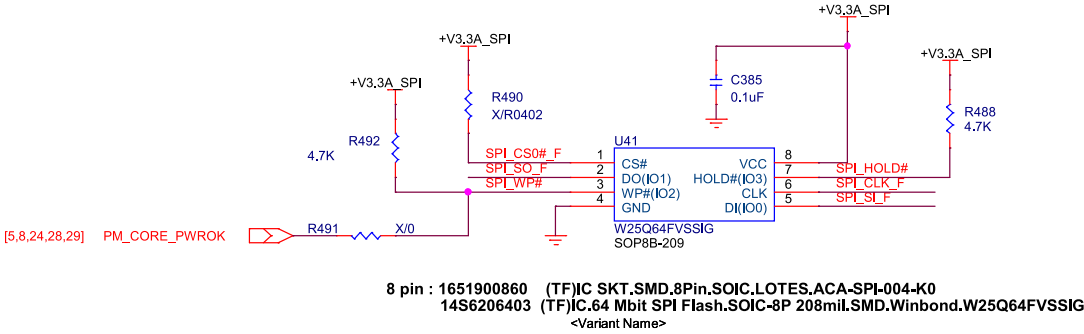 +V3.3A_SPI
+V3.3A_SPI
+V3.3A_SPI
+V3.3A_SPI
R490
X/R0402
C385
0.1uF
R488
4.7K
R492
4.7K
U41
SPI_CS0#_F 1 CS# VCC 8
SPI_SO_F 2 DO(IO1) HOLD#(IO3) 7 SPI_HOLD#
SPI_WP# 3 WP#(IO2) CLK 6 SPI_CLK_F
4 GND DI(IO0) 5 SPI_SI_F
W25Q64FVSSIG
SOP8B-209
[5,8,24,28,29] PM_CORE_PWROK R491 X/0
8 pin : 1651900860 (TF)IC SKT.SMD.8Pin.SOIC.LOTES.ACA-SPI-004-K0
14S6206403 (TF)IC.64 Mbit SPI Flash.SOIC-8P 208mil.SMD.Winbond.W25Q64FVSSIG
<Variant Name>